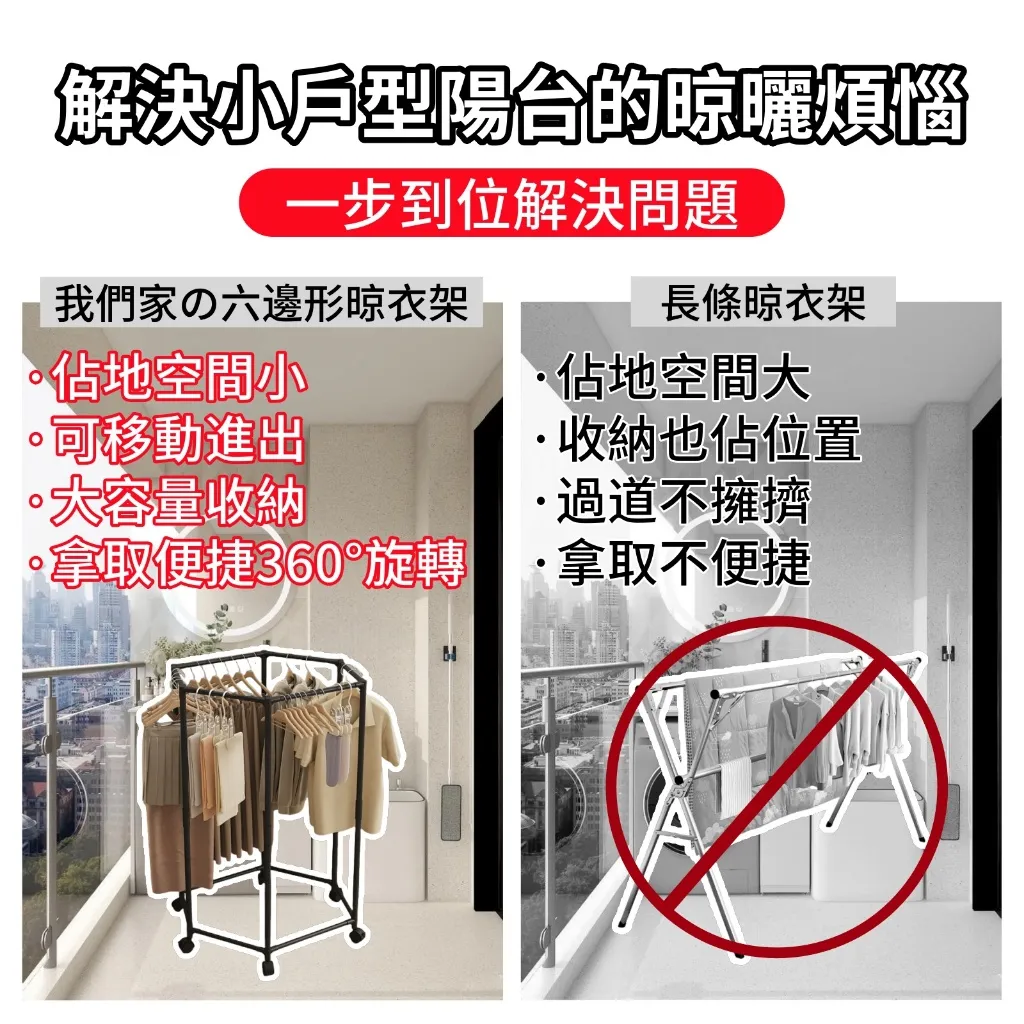 解決小戶型陽台的晾曬煩惱
一步到位解決問題
我們家の六邊形晾衣架
·佔地空間小
·可移動進出
·大容量收納
·拿取便捷360°旋轉
長條晾衣架
·佔地空間大
·收納也佔位置
·過道不擁擠
·拿取不便捷